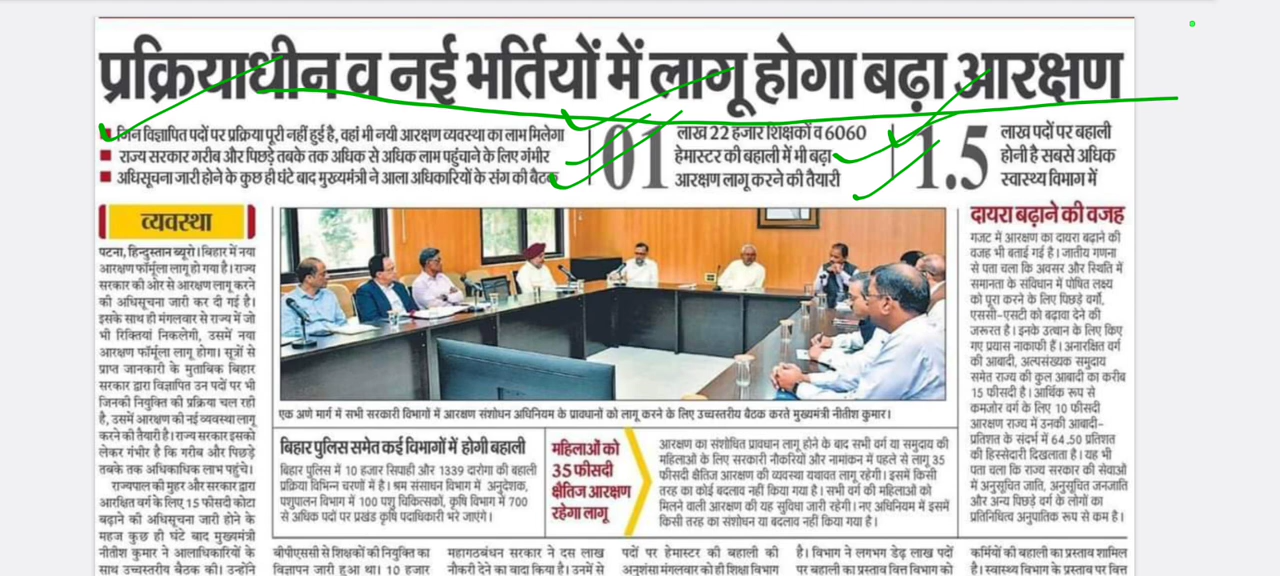 प्रक्रियाधीन व नई भर्तियों में लागू होगा बढ़ा आरक्षण
जिन विज्ञापित पदों पर प्रक्रिया पूरी नहीं हुई है, वहां भी नयी आरक्षण व्यवस्था का लाभ मिलेगा
राज्य सरकार गरीब और पिछड़े तबके तक अधिक से अधिक लाभ पहुंचाने के लिए गंभीर
अधिसूचना जारी होने के कुछ ही घंटे बाद मुख्यमंत्री ने आला अधिकारियों के संग की बैठक
01
लाख 22 हजार शिक्षकों व 6060
हेमास्टर की बहाली में भी बढ़ा
आरक्षण लागू करने की तैयारी
1.5
लाख पदों पर बहाली
होनी है सबसे अधिक
स्वास्थ्य विभाग में
व्यवस्था
पटना, हिन्दुस्तान ब्यूरो। बिहार में नया
आरक्षण फॉर्मूला लागू हो गया है। राज्य
सरकार की ओर से आरक्षण लागू करने
की अधिसूचना जारी कर दी गई है।
इसके साथ ही मंगलवार से राज्य में जो
भी रिक्तियां निकलेगी, उसमें नया
आरक्षण फॉर्मूला लागू होगा। सूत्रों से
प्राप्त जानकारी के मुताबिक बिहार
सरकार द्वारा विज्ञापित उन पदों पर भी
जिनकी नियुक्ति की प्रक्रिया चल रही
है, उसमें आरक्षण की नई व्यवस्था लागू
करने की तैयारी है। राज्य सरकार इसको
लेकर गंभीर है कि गरीब और पिछड़े
तबके तक अधिकाधिक लाभ पहुंचे।
राज्यपाल की मुहर और सरकार द्वारा
आरक्षित वर्ग के लिए 15 फीसदी कोटा
बढ़ाने की अधिसूचना जारी होने के
महज कुछ ही घंटे बाद मुख्यमंत्री
नीतीश कुमार ने आलाधिकारियों के
साथ उच्चस्तरीय बैठक की। उन्होंने
एक अणे मार्ग में सभी सरकारी विभागों में आरक्षण संशोधन अधिनियम के प्रावधानों को लागू करने के लिए उच्चस्तरीय बैठक करते मुख्यमंत्री नीतीश कुमार।
बिहार पुलिस समेत कई विभागों में होगी बहाली
बिहार पुलिस में 10 हजार सिपाही और 1339 दारोगा की बहाली
प्रक्रिया विभिन्न चरणों में है। श्रम संसाधन विभाग में अनुदेशक,
पशुपालन विभाग में 100 पशु चिकित्सकों, कृषि विभाग में 700
से अधिक पदों पर प्रखंड कृषि पदाधिकारी भरे जाएंगे।
महिलाओं को
35 फीसदी
क्षैतिज आरक्षण
रहेगा लागू
आरक्षण का संशोधित प्रावधान लागू होने के बाद सभी वर्ग या समुदाय की
महिलाओं के लिए सरकारी नौकरियों और नामांकन में पहले से लागू 35
फीसदी क्षैतिज आरक्षण की व्यवस्था यथावत लागू रहेगी। इसमें किसी
तरह का कोई बदलाव नहीं किया गया है। सभी वर्ग की महिलाओं को
मिलने वाली आरक्षण की यह सुविधा जारी रहेगी। नए अधिनियम में इसमें
किसी तरह का संशोधन या बदलाव नहीं किया गया है।
दायरा बढ़ाने की वजह
गजट में आरक्षण का दायरा बढ़ाने की
वजह भी बताई गई है। जातीय गणना
से पता चला कि अवसर और स्थिति में
समानता के संविधान में पोषित लक्ष्य
को पूरा करने के लिए पिछड़े वर्गो,
एससी-एसटी को बढ़ावा देने की
जरूरत है। इनके उत्थान के लिए किए
गए प्रयास नाकाफी हैं। अनारक्षित वर्ग
की आबादी, अल्पसंख्यक समुदाय
समेत राज्य की कुल आबादी का करीब
15 फीसदी है। आर्थिक रूप से
कमजोर वर्ग के लिए 10 फीसदी
आरक्षण राज्य में उनकी आबादी-
प्रतिशत के संदर्भ में 64.50 प्रतिशत
की हिस्सेदारी दिखलाता है। यह भी
पता चला कि राज्य सरकार की सेवाओं
में अनुसूचित जाति, अनुसूचित जनजाति
और अन्य पिछड़े वर्ग के लोगों का
प्रतिनिधित्व अनुपातिक रूप से कम है।
बीपीएससी से शिक्षकों की नियुक्ति का
विज्ञापन जारी हुआ था। 10 हजार
महागठबंधन सरकार ने दस लाख
नौकरी देने का वादा किया है। उनमें से
पदों पर हेमास्टर की बहाली की
अनुशंसा मंगलवार को ही शिक्षा विभाग
है। विभाग ने लगभग डेढ़ लाख पदों
पर बहाली का प्रस्ताव वित्त विभाग को
कर्मियों की बहाली का प्रस्ताव शामिल
है। स्वास्थ्य विभाग के प्रस्ताव पर वित्त